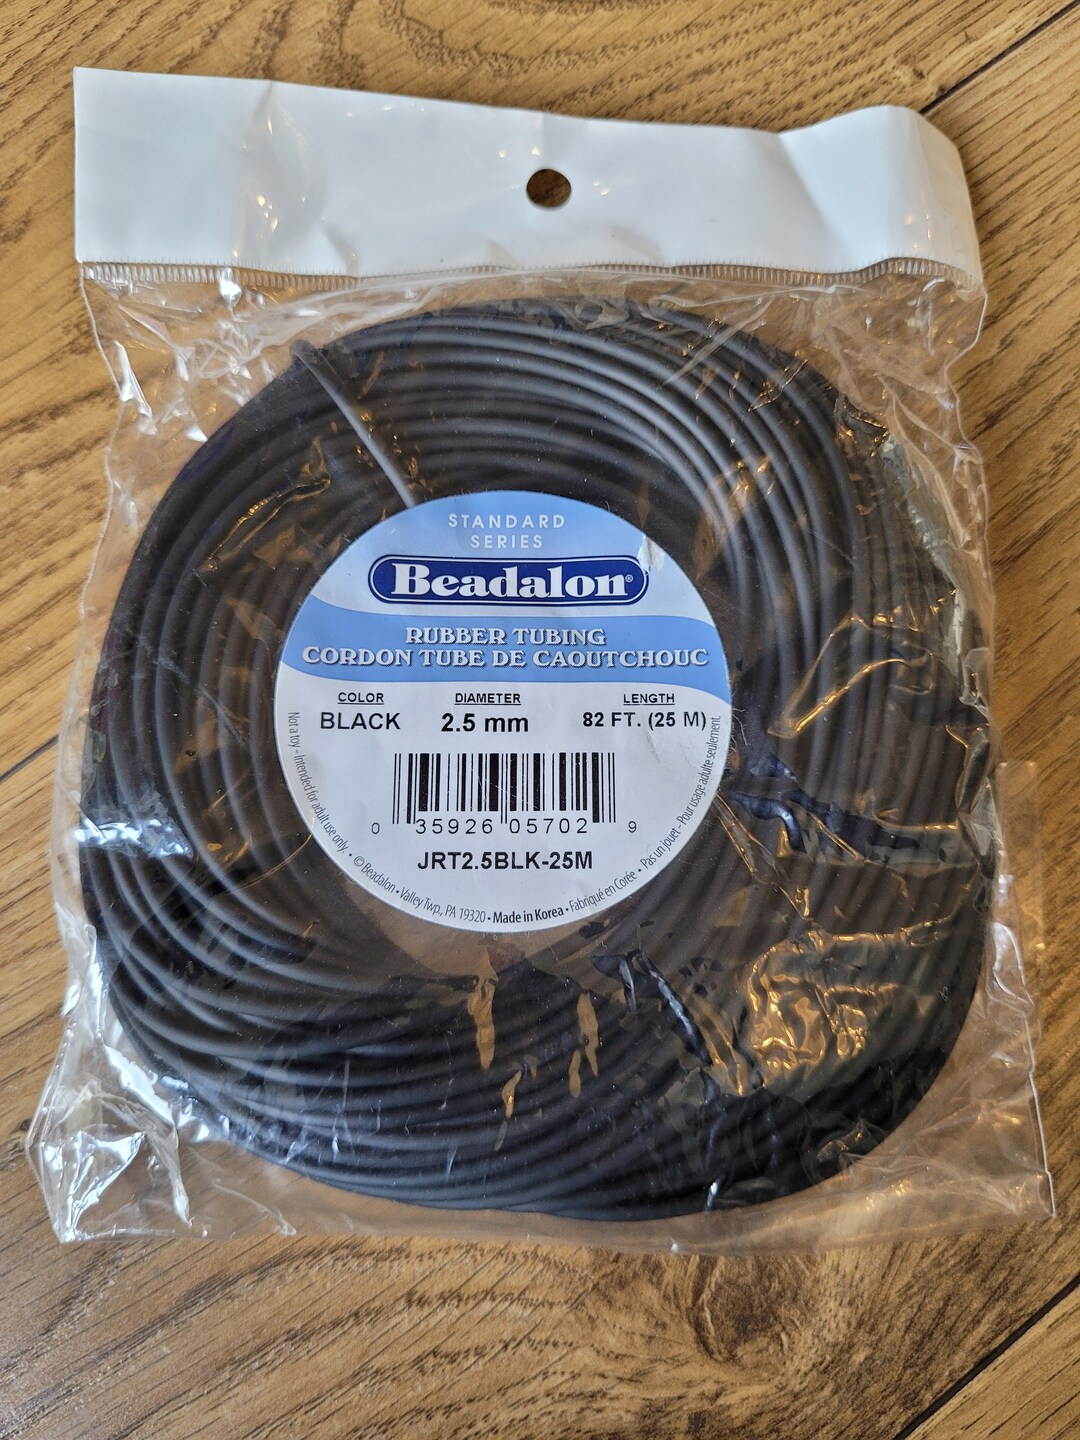 STANDARD
SERIES
Beadalon®
RUBBER TUBING
CORDON TUBE DE CAOUTCHOUC
COLOR DIAMETER LENGTH
BLACK 2.5 mm 82 FT. (25 M)
0 35926 05702 9
JRT2.5BLK-25M
Not a toy - Intended for adult use only. • © Beadalon • Valley Twp., PA 19320 • Made in Korea • Fabriqué en Corée • Pas un jouet - Pour usage adulte seulement.